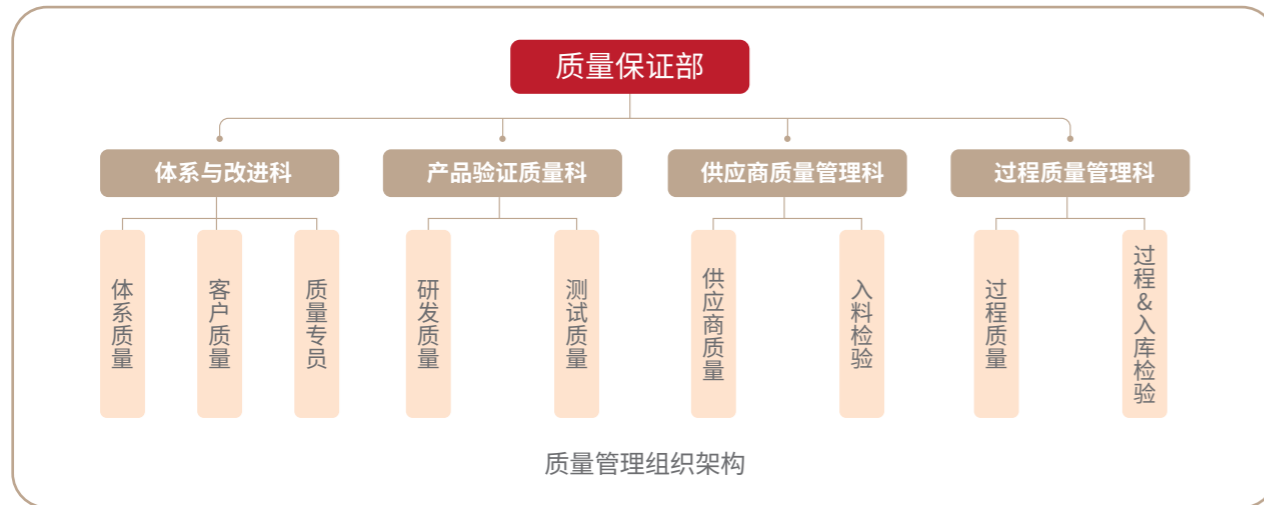 质量保证部
体系与改进科
产品验证质量科
供应商质量管理科
过程质量管理科
体系质量
客户质量
质量专员
研发质量
测试质量
供应商质量
入料检验
过程质量
过程&入库检验
质量管理组织架构